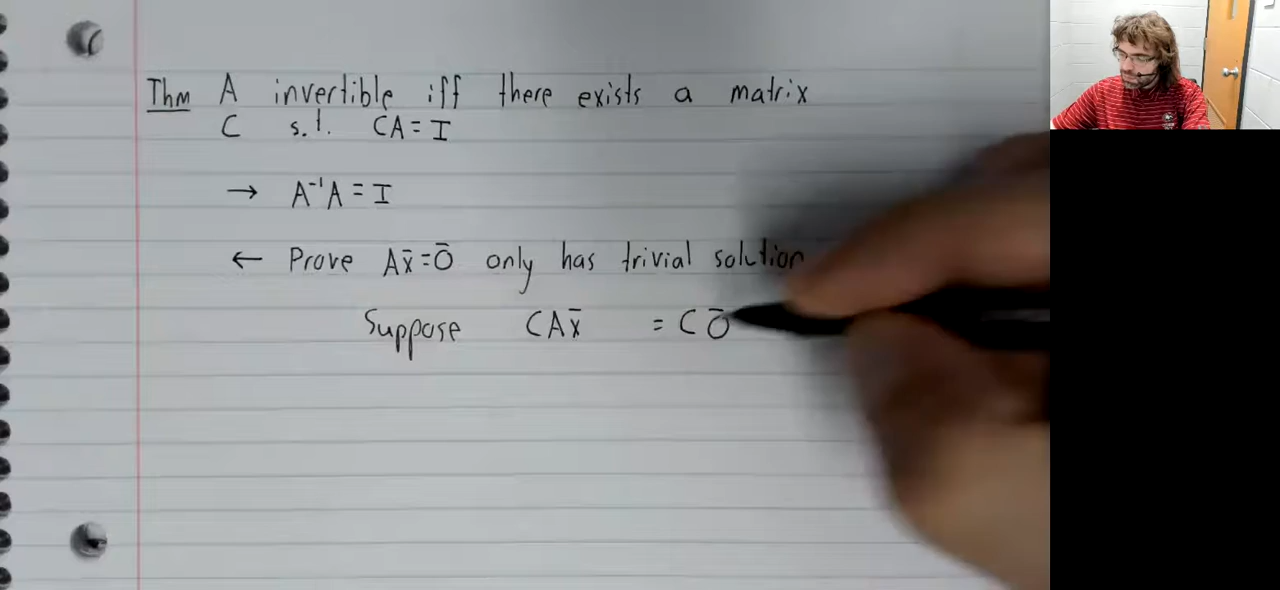 Thm A invertible iff there exists a matrix
C s.t. CA = I
→ A⁻¹A = I
← Prove Ax̄ = 0̄ only has trivial solution
Suppose CAx̄ = C0̄